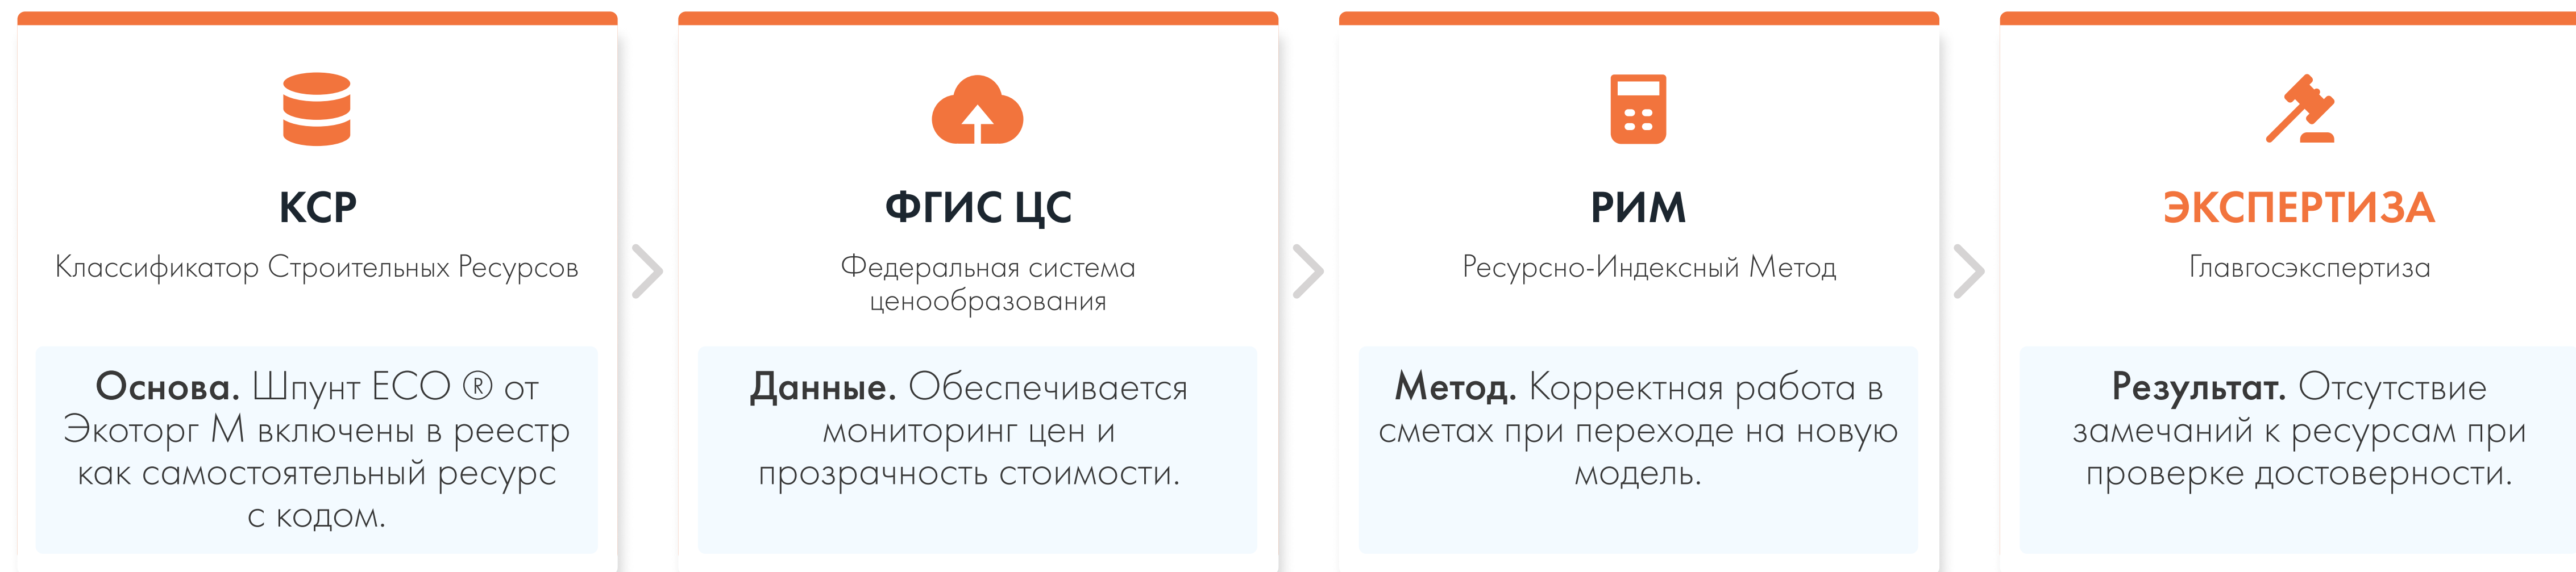 КСР
Классификатор Строительных Ресурсов
Основа. Шпунт ECO ® от
Экоторг М включены в реестр
как самостоятельный ресурс
с кодом.
ФГИС ЦС
Федеральная система
ценообразования
Данные. Обеспечивается
мониторинг цен и
прозрачность стоимости.
РИМ
Ресурсно-Индексный Метод
Метод. Корректная работа в
сметах при переходе на новую
модель.
ЭКСПЕРТИЗА
Главгосэкспертиза
Результат. Отсутствие
замечаний к ресурсам при
проверке достоверности.